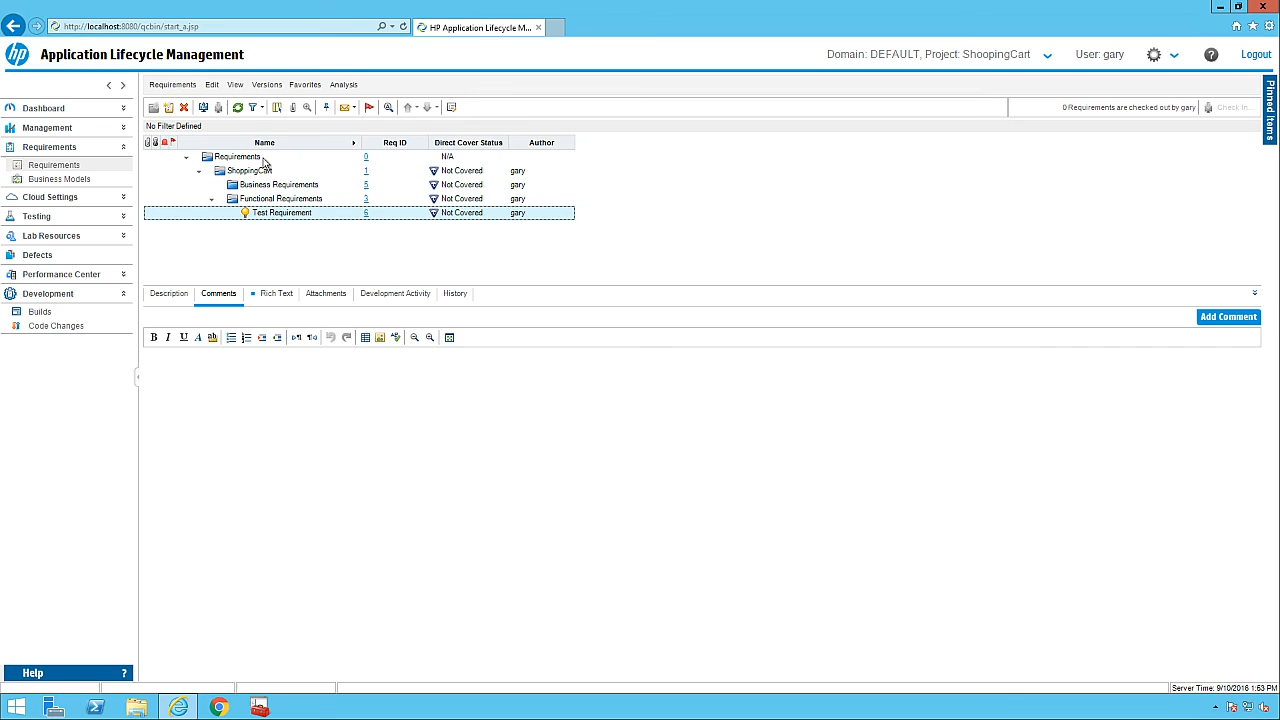 http://localhost:8080/qcbin/start_a.jsp
HP Application Lifecycle M...
hp Application Lifecycle Management
Domain: DEFAULT, Project: ShoopingCart
User: gary
Logout
Requirements Edit View Versions Favorites Analysis
Dashboard
Management
Requirements
Requirements
Business Models
Cloud Settings
Testing
Lab Resources
Defects
Performance Center
Development
Builds
Code Changes
0 Requirements are checked out by gary
Check In...
Pinned Items
No Filter Defined
Name Req ID Direct Cover Status Author
Requirements 0 N/A
ShoppingCart 1 Not Covered gary
Business Requirements 5 Not Covered gary
Functional Requirements 3 Not Covered gary
Test Requirement 6 Not Covered gary
Description Comments Rich Text Attachments Development Activity History
Add Comment
B I U A ab
Help ?
Server Time: 9/10/2016 1:53 PM